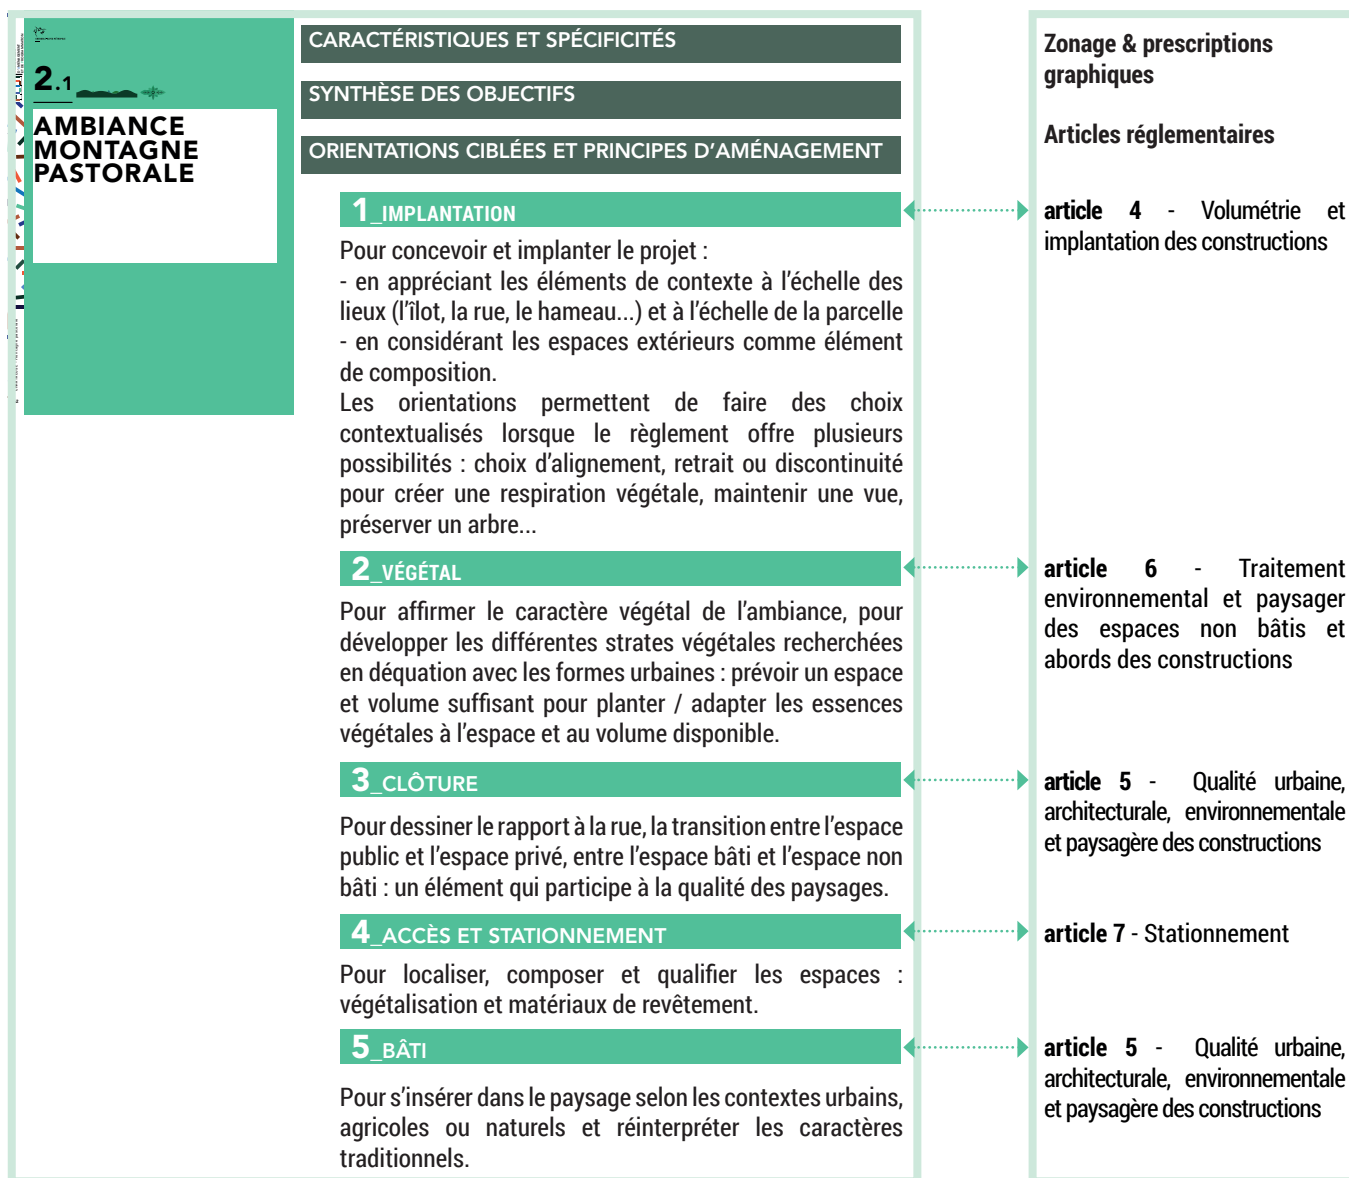 2.1
AMBIANCE
MONTAGNE
PASTORALE
CARACTÉRISTIQUES ET SPÉCIFICITÉS
SYNTHÈSE DES OBJECTIFS
ORIENTATIONS CIBLÉES ET PRINCIPES D’AMÉNAGEMENT
1_IMPLANTATION
Pour concevoir et implanter le projet :
- en appréciant les éléments de contexte à l’échelle des
lieux (l’îlot, la rue, le hameau...) et à l’échelle de la parcelle
- en considérant les espaces extérieurs comme élément
de composition.
Les orientations permettent de faire des choix
contextualisés lorsque le règlement offre plusieurs
possibilités : choix d’alignement, retrait ou discontinuité
pour créer une respiration végétale, maintenir une vue,
préserver un arbre...
2_VÉGÉTAL
Pour affirmer le caractère végétal de l’ambiance, pour
développer les différentes strates végétales recherchées
en déquation avec les formes urbaines : prévoir un espace
et volume suffisant pour planter / adapter les essences
végétales à l’espace et au volume disponible.
3_CLÔTURE
Pour dessiner le rapport à la rue, la transition entre l’espace
public et l’espace privé, entre l’espace bâti et l’espace non
bâti : un élément qui participe à la qualité des paysages.
4_ACCÈS ET STATIONNEMENT
Pour localiser, composer et qualifier les espaces :
végétalisation et matériaux de revêtement.
5_BÂTI
Pour s’insérer dans le paysage selon les contextes urbains,
agricoles ou naturels et réinterpréter les caractères
traditionnels.
Zonage & prescriptions
graphiques
Articles réglementaires
article 4 - Volumétrie et
implantation des constructions
article 6 - Traitement
environnemental et paysager
des espaces non bâtis et
abords des constructions
article 5 - Qualité urbaine,
architecturale, environnementale
et paysagère des constructions
article 7 - Stationnement
article 5 - Qualité urbaine,
architecturale, environnementale
et paysagère des constructions